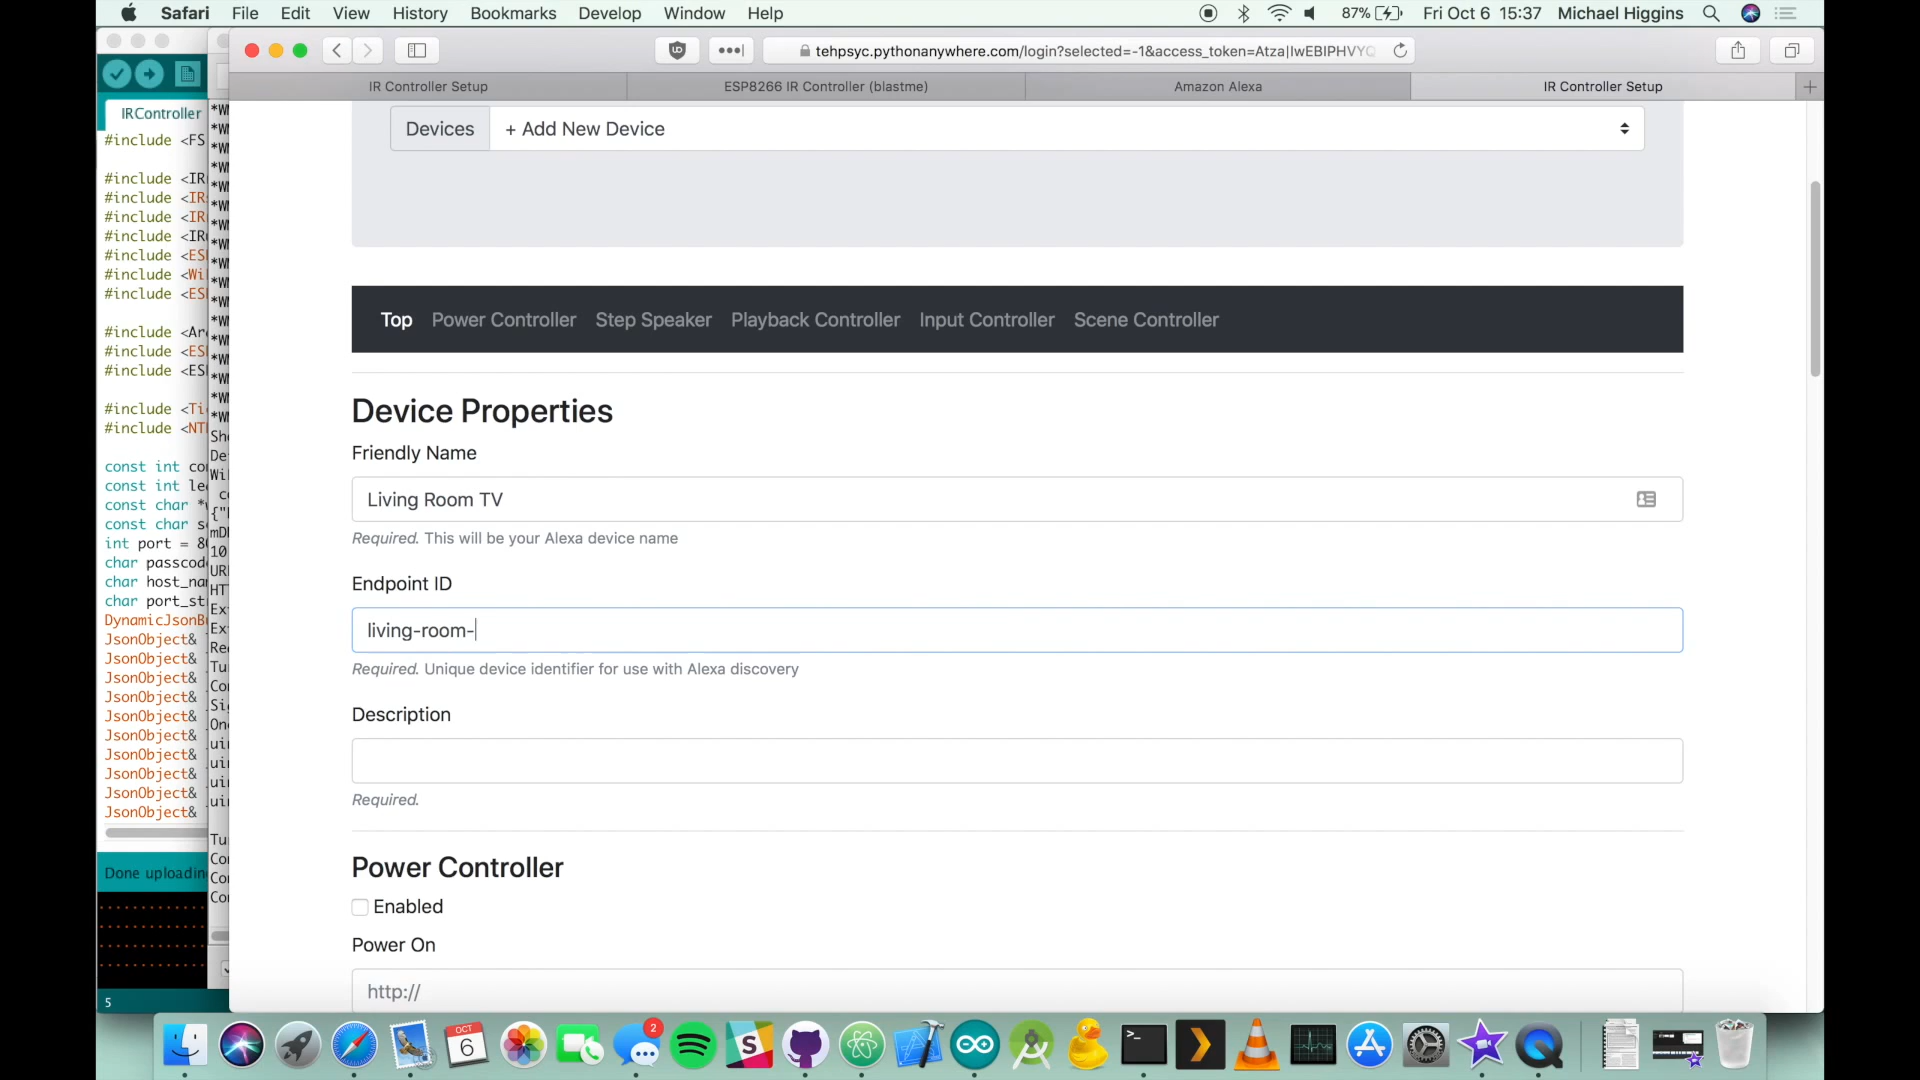 Safari File Edit View History Bookmarks Develop Window Help 87% Fri Oct 6 15:37 Michael Higgins
tehpsyc.pythonanywhere.com/login?selected=-1&access_token=Atza|IwEBIPHVYQ
IR Controller Setup ESP8266 IR Controller (blastme) Amazon Alexa IR Controller Setup
IRController
#include <FS
#include <IR
#include <IR
#include <IR
#include <IR
#include <ES
#include <Wi
#include <ES
#include <Ar
#include <ES
#include <ES
#include <Ti
#include <NT
const int co
const int le
const char *
const char s
int port = 8
char passcod
char host_na
char port_st
DynamicJsonB
JsonObject&
JsonObject&
JsonObject&
JsonObject&
JsonObject&
JsonObject&
JsonObject&
JsonObject&
JsonObject&
JsonObject&
Done uploadin
5
Devices + Add New Device
Top Power Controller Step Speaker Playback Controller Input Controller Scene Controller
Device Properties
Friendly Name
Living Room TV
Required. This will be your Alexa device name
Endpoint ID
living-room-
Required. Unique device identifier for use with Alexa discovery
Description
Required.
Power Controller
Enabled
Power On
http://
OCT
6
2